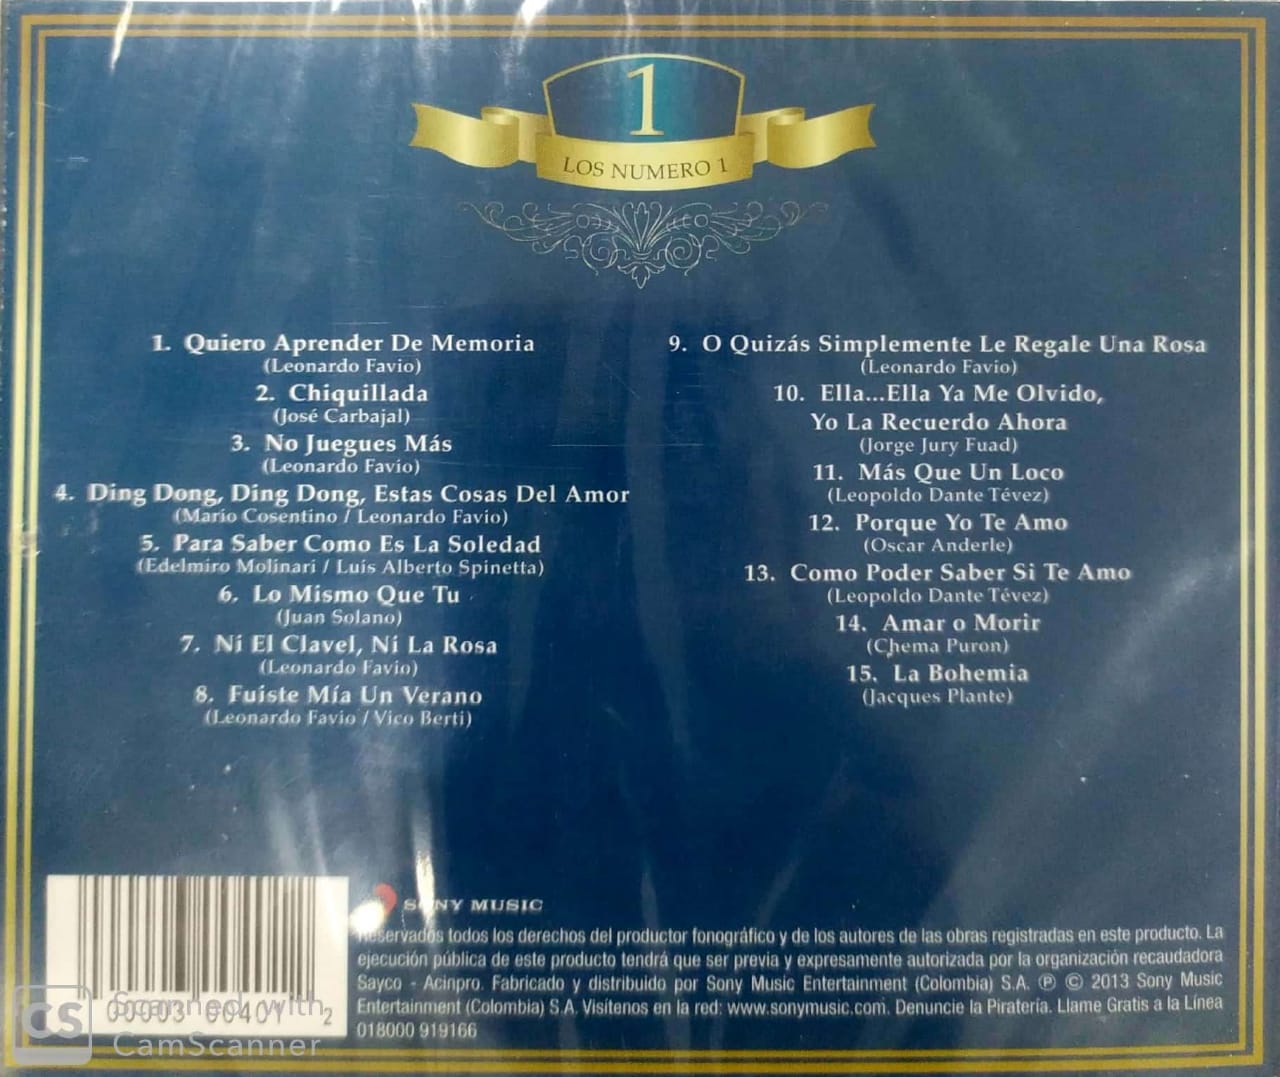 1
LOS NUMERO 1
1. Quiero Aprender De Memoria
(Leonardo Favio)
2. Chiquillada
(José Carbajal)
3. No Juegues Más
(Leonardo Favio)
4. Ding Dong, Ding Dong, Estas Cosas Del Amor
(Mario Cosentino / Leonardo Favio)
5. Para Saber Como Es La Soledad
(Edelmiro Molinari / Luis Alberto Spinetta)
6. Lo Mismo Que Tu
(Juan Solano)
7. Ni El Clavel, Ni La Rosa
(Leonardo Favio)
8. Fuiste Mía Un Verano
(Leonardo Favio / Vico Berti)
9. O Quizás Simplemente Le Regale Una Rosa
(Leonardo Favio)
10. Ella...Ella Ya Me Olvido,
Yo La Recuerdo Ahora
(Jorge Jury Fuad)
11. Más Que Un Loco
(Leopoldo Dante Tévez)
12. Porque Yo Te Amo
(Oscar Anderle)
13. Como Poder Saber Si Te Amo
(Leopoldo Dante Tévez)
14. Amar o Morir
(Chema Puron)
15. La Bohemia
(Jacques Plante)
SONY MUSIC
Reservados todos los derechos del productor fonográfico y de los autores de las obras registradas en este producto. La
ejecución pública de este producto tendrá que ser previa y expresamente autorizada por la organización recaudadora
Sayco - Acinpro. Fabricado y distribuido por Sony Music Entertainment (Colombia) S.A. ℗ © 2013 Sony Music
Entertainment (Colombia) S.A. Visítenos en la red: www.sonymusic.com. Denuncie la Piratería. Llame Gratis a la Línea
018000 919166
CS
Scanned with
CamScanner